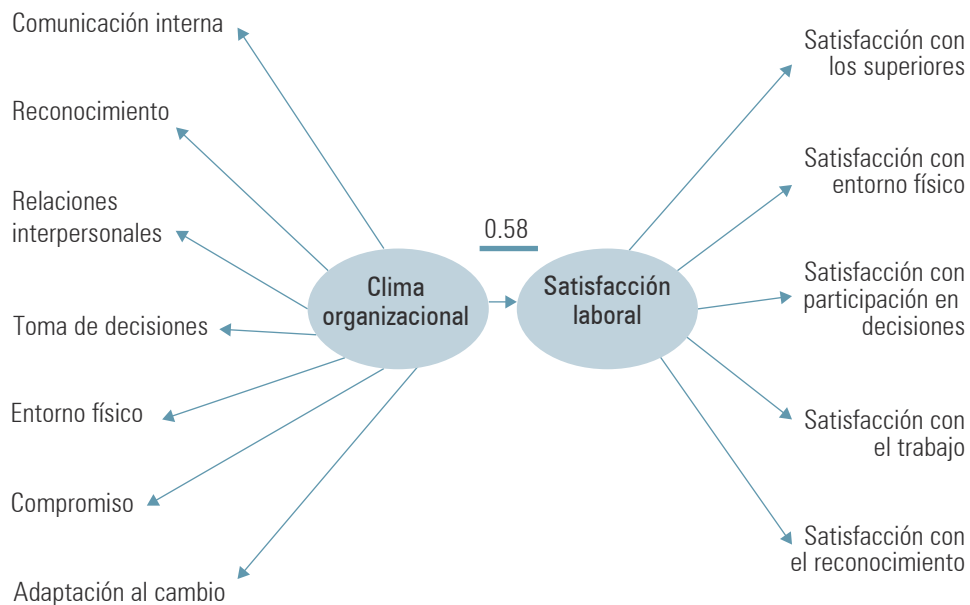 Comunicación interna
Reconocimiento
Relaciones
interpersonales
Toma de decisiones
Entorno físico
Compromiso
Adaptación al cambio
Clima
organizacional
0.58
Satisfacción
laboral
Satisfacción con
los superiores
Satisfacción con
entorno físico
Satisfacción con
participación en
decisiones
Satisfacción con
el trabajo
Satisfacción con
el reconocimiento